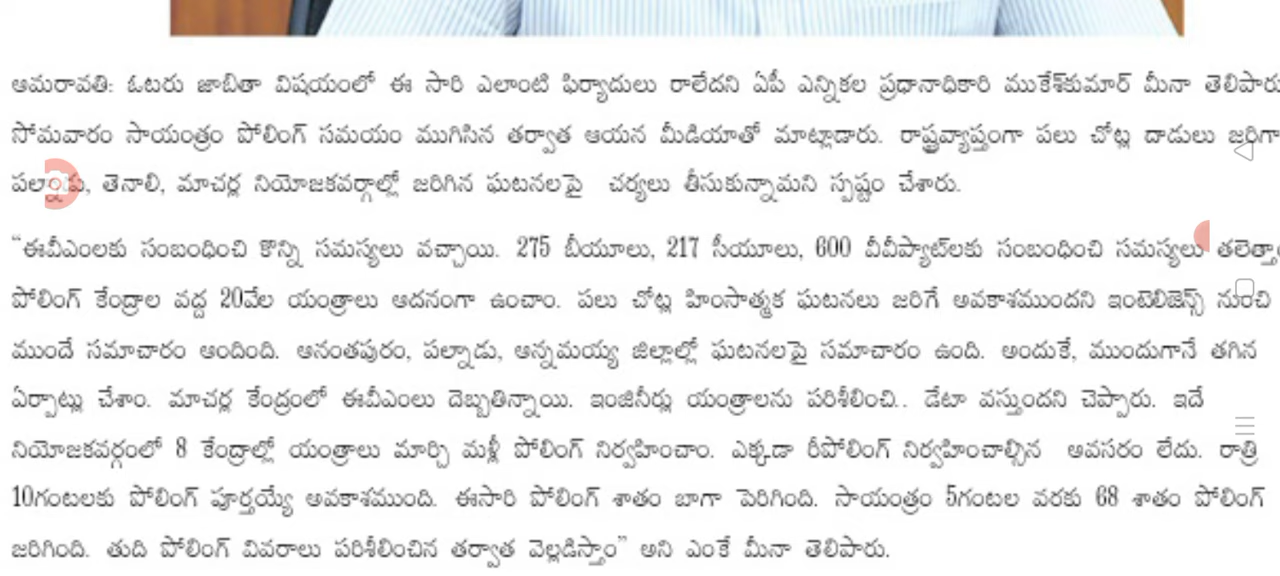 అమరావతి: ఓటరు జాబితా విషయంలో ఈ సారి ఎలాంటి ఫిర్యాదులు రాలేదని ఏపీ ఎన్నికల ప్రధానాధికారి ముకేశ్‌కుమార్ మీనా తెలిపారు
సోమవారం సాయంత్రం పోలింగ్ సమయం ముగిసిన తర్వాత ఆయన మీడియాతో మాట్లాడారు. రాష్ట్రవ్యాప్తంగా పలు చోట్ల దాడులు జరిగా
పల్నాడు, తెనాలి, మాచర్ల నియోజకవర్గాల్లో జరిగిన ఘటనలపై చర్యలు తీసుకున్నామని స్పష్టం చేశారు.
“ఈవీఎంలకు సంబంధించి కొన్ని సమస్యలు వచ్చాయి. 275 బీయూలు, 217 సీయూలు, 600 వీవీప్యాట్‌లకు సంబంధించి సమస్యలు తలెత్తా
పోలింగ్ కేంద్రాల వద్ద 20వేల యంత్రాలు ఆదనంగా ఉంచాం. పలు చోట్ల హింసాత్మక ఘటనలు జరిగే అవకాశముందని ఇంటెలిజెన్స్ నుంచి
ముందే సమాచారం అందింది. అనంతపురం, పల్నాడు, అన్నమయ్య జిల్లాల్లో ఘటనలపై సమాచారం ఉంది. అందుకే, ముందుగానే తగిన
ఏర్పాట్లు చేశాం. మాచర్ల కేంద్రంలో ఈవీఎంలు దెబ్బతిన్నాయి. ఇంజినీర్లు యంత్రాలను పరిశీలించి.. డేటా వస్తుందని చెప్పారు. ఇదే
నియోజకవర్గంలో 8 కేంద్రాల్లో యంత్రాలు మార్చి మళ్లీ పోలింగ్ నిర్వహించాం. ఎక్కడా రీపోలింగ్ నిర్వహించాల్సిన అవసరం లేదు. రాత్రి
10గంటలకు పోలింగ్ పూర్తయ్యే అవకాశముంది. ఈసారి పోలింగ్ శాతం బాగా పెరిగింది. సాయంత్రం 5గంటల వరకు 68 శాతం పోలింగ్
జరిగింది. తుది పోలింగ్ వివరాలు పరిశీలించిన తర్వాత వెల్లడిస్తాం” అని ఎంకే మీనా తెలిపారు.